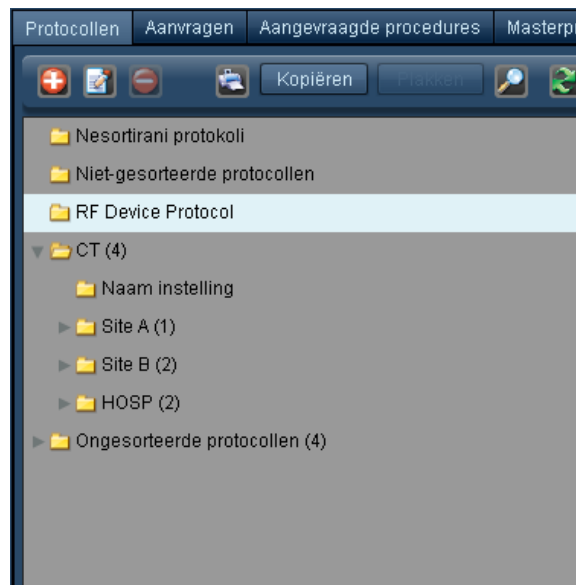 Protocollen Aanvragen Aangevraagde procedures
Kopiëren Plakken
Nesortirani protokoli
Niet-gesorteerde protocollen
RF Device Protocol
CT (4)
Naam instelling
Site A (1)
Site B (2)
HOSP (2)
Ongesorteerde protocollen (4)